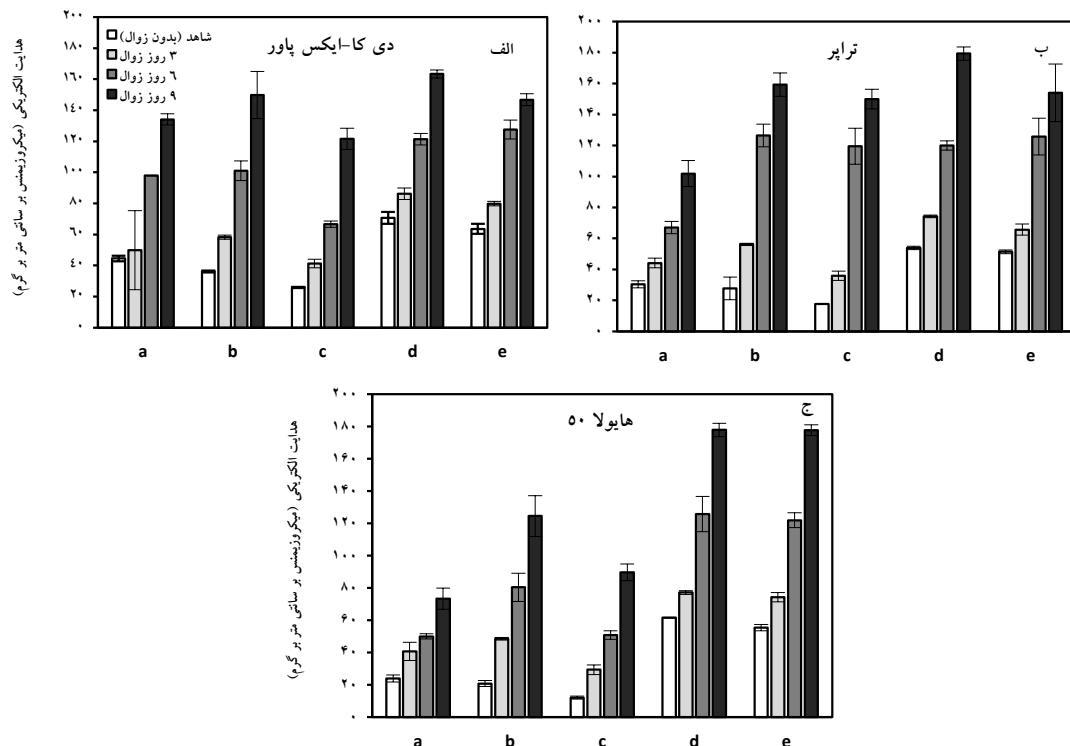 دی کا-ایکس پاور
الف
شاهد (بدون زوال)
۳ روز زوال
۶ روز زوال
۹ روز زوال
هدایت الکتریکی (میکروزیمنس بر سانتی متر بر گرم)
۲۰۰
۱۸۰
۱۶۰
۱۴۰
۱۲۰
۱۰۰
۸۰
۶۰
۴۰
۲۰
۰
a b c d e
تراپر
ب
۲۰۰
۱۸۰
۱۶۰
۱۴۰
۱۲۰
۱۰۰
۸۰
۶۰
۴۰
۲۰
۰
a b c d e
هایولا ۵۰
ج
هدایت الکتریکی (میکروزیمنس بر سانتی متر بر گرم)
۲۰۰
۱۸۰
۱۶۰
۱۴۰
۱۲۰
۱۰۰
۸۰
۶۰
۴۰
۲۰
۰
a b c d e